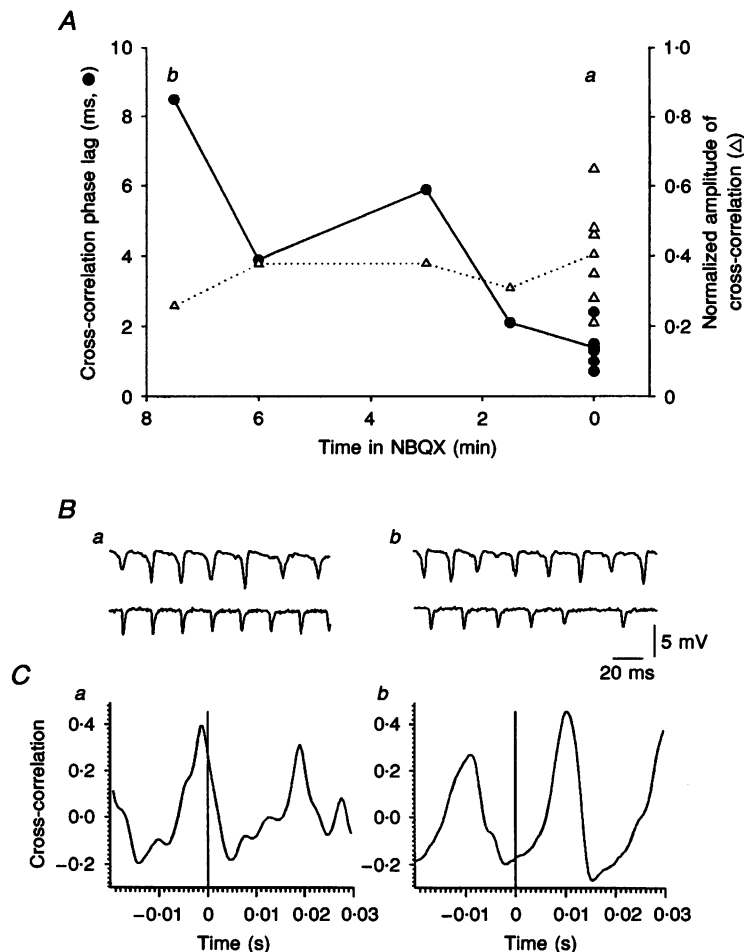 A
Cross-correlation phase lag (ms, ●)
10
8
6
4
2
0
b
a
1·0
0·8
0·6
0·4
0·2
0
Normalized amplitude of
cross-correlation (△)
8 6 4 2 0
Time in NBQX (min)
B
a
b
5 mV
20 ms
C
a
b
Cross-correlation
0·4
0·2
0·0
−0·2
0·4
0·2
0·0
−0·2
−0·01 0 0·01 0·02 0·03
−0·01 0 0·01 0·02 0·03
Time (s)
Time (s)